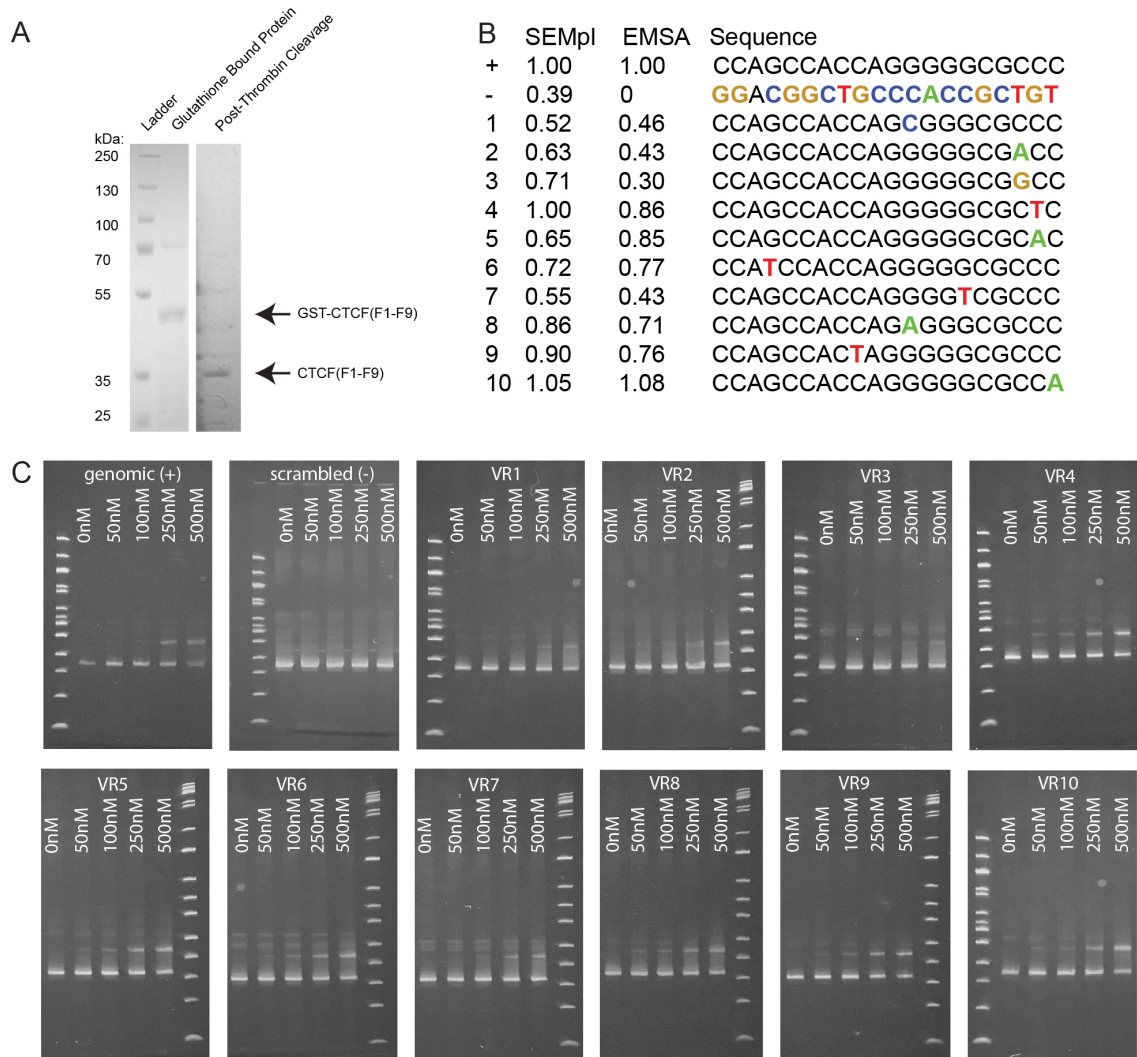 A
Ladder
Glutathione Bound Protein
Post-Thrombin Cleavage
kDa:
250
130
100
70
55
35
25
GST-CTCF(F1-F9)
CTCF(F1-F9)
B SEMpl EMSA Sequence
+ 1.00 1.00 CCAGCCACCAGGGGGCGCCC
- 0.39 0 GGACGGCTGCCCACCGCTGT
1 0.52 0.46 CCAGCCACCAGCGGGCGCCC
2 0.63 0.43 CCAGCCACCAGGGGGCGACC
3 0.71 0.30 CCAGCCACCAGGGGGCGGCC
4 1.00 0.86 CCAGCCACCAGGGGGCGCTC
5 0.65 0.85 CCAGCCACCAGGGGGCGCAC
6 0.72 0.77 CCATCCACCAGGGGGCGCCC
7 0.55 0.43 CCAGCCACCAGGGGTCGCCC
8 0.86 0.71 CCAGCCACCAGAGGGCGCCC
9 0.90 0.76 CCAGCCACTAGGGGGCGCCC
10 1.05 1.08 CCAGCCACCAGGGGGCGCCA
C
genomic (+)
0nM 50nM 100nM 250nM 500nM
scrambled (-)
0nM 50nM 100nM 250nM 500nM
VR1
0nM 50nM 100nM 250nM 500nM
VR2
0nM 50nM 100nM 250nM 500nM
VR3
0nM 50nM 100nM 250nM 500nM
VR4
0nM 50nM 100nM 250nM 500nM
VR5
0nM 50nM 100nM 250nM 500nM
VR6
0nM 50nM 100nM 250nM 500nM
VR7
0nM 50nM 100nM 250nM 500nM
VR8
0nM 50nM 100nM 250nM 500nM
VR9
0nM 50nM 100nM 250nM 500nM
VR10
0nM 50nM 100nM 250nM 500nM